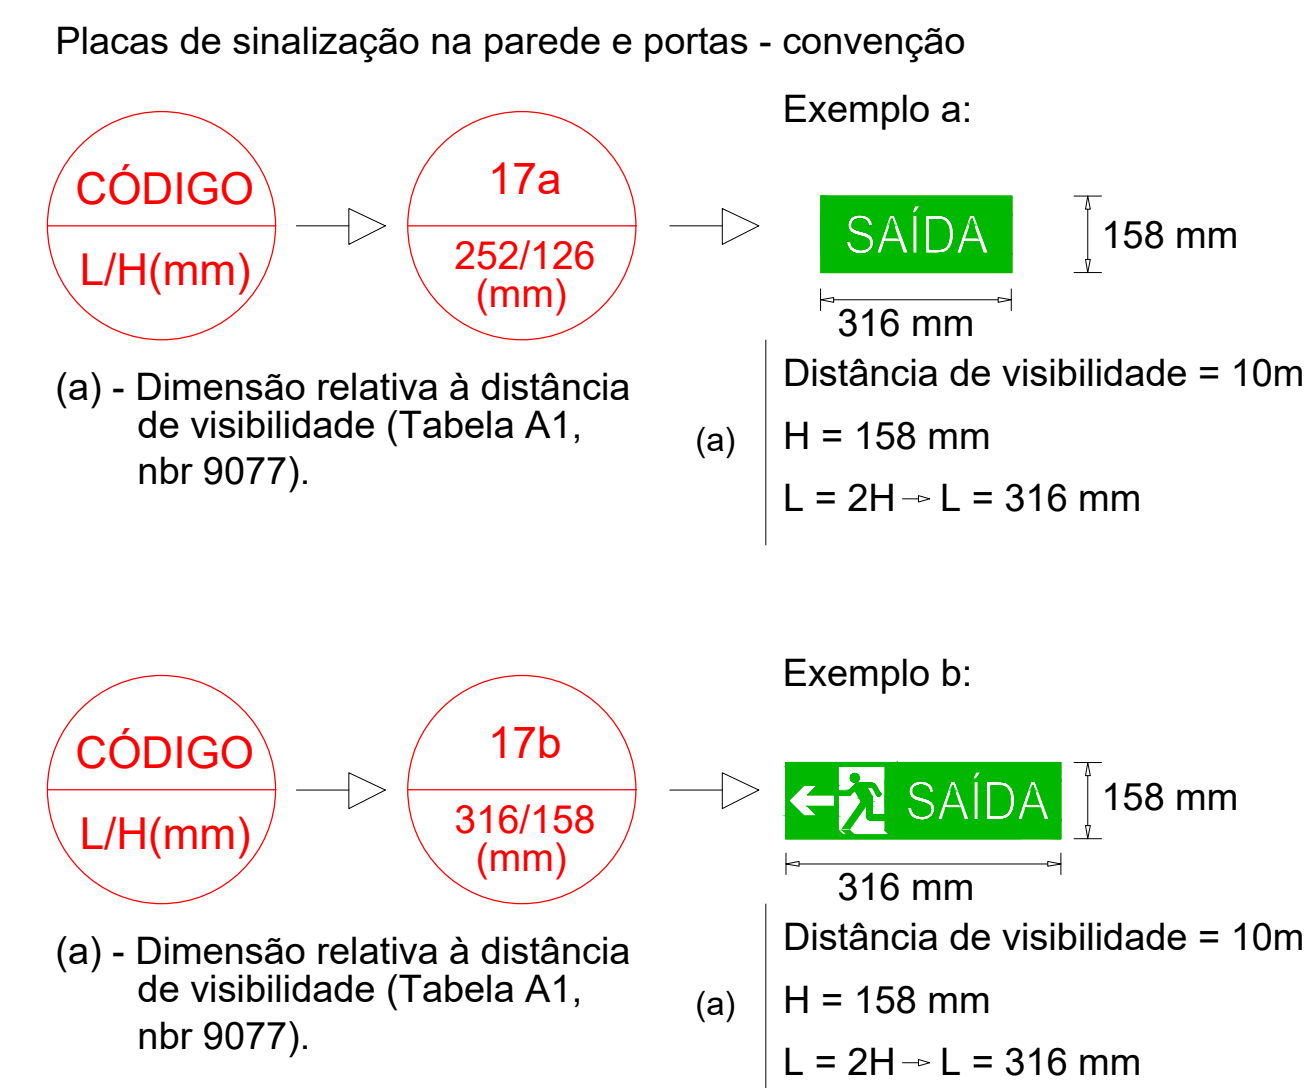 Placas de sinalização na parede e portas - convenção
Exemplo a:
CÓDIGO
L/H(mm)
17a
252/126
(mm)
SAÍDA
158 mm
316 mm
(a) - Dimensão relativa à distância
de visibilidade (Tabela A1,
nbr 9077).
(a)
Distância de visibilidade = 10m
H = 158 mm
L = 2H → L = 316 mm
Exemplo b:
CÓDIGO
L/H(mm)
17b
316/158
(mm)
SAÍDA
158 mm
316 mm
(a) - Dimensão relativa à distância
de visibilidade (Tabela A1,
nbr 9077).
(a)
Distância de visibilidade = 10m
H = 158 mm
L = 2H → L = 316 mm